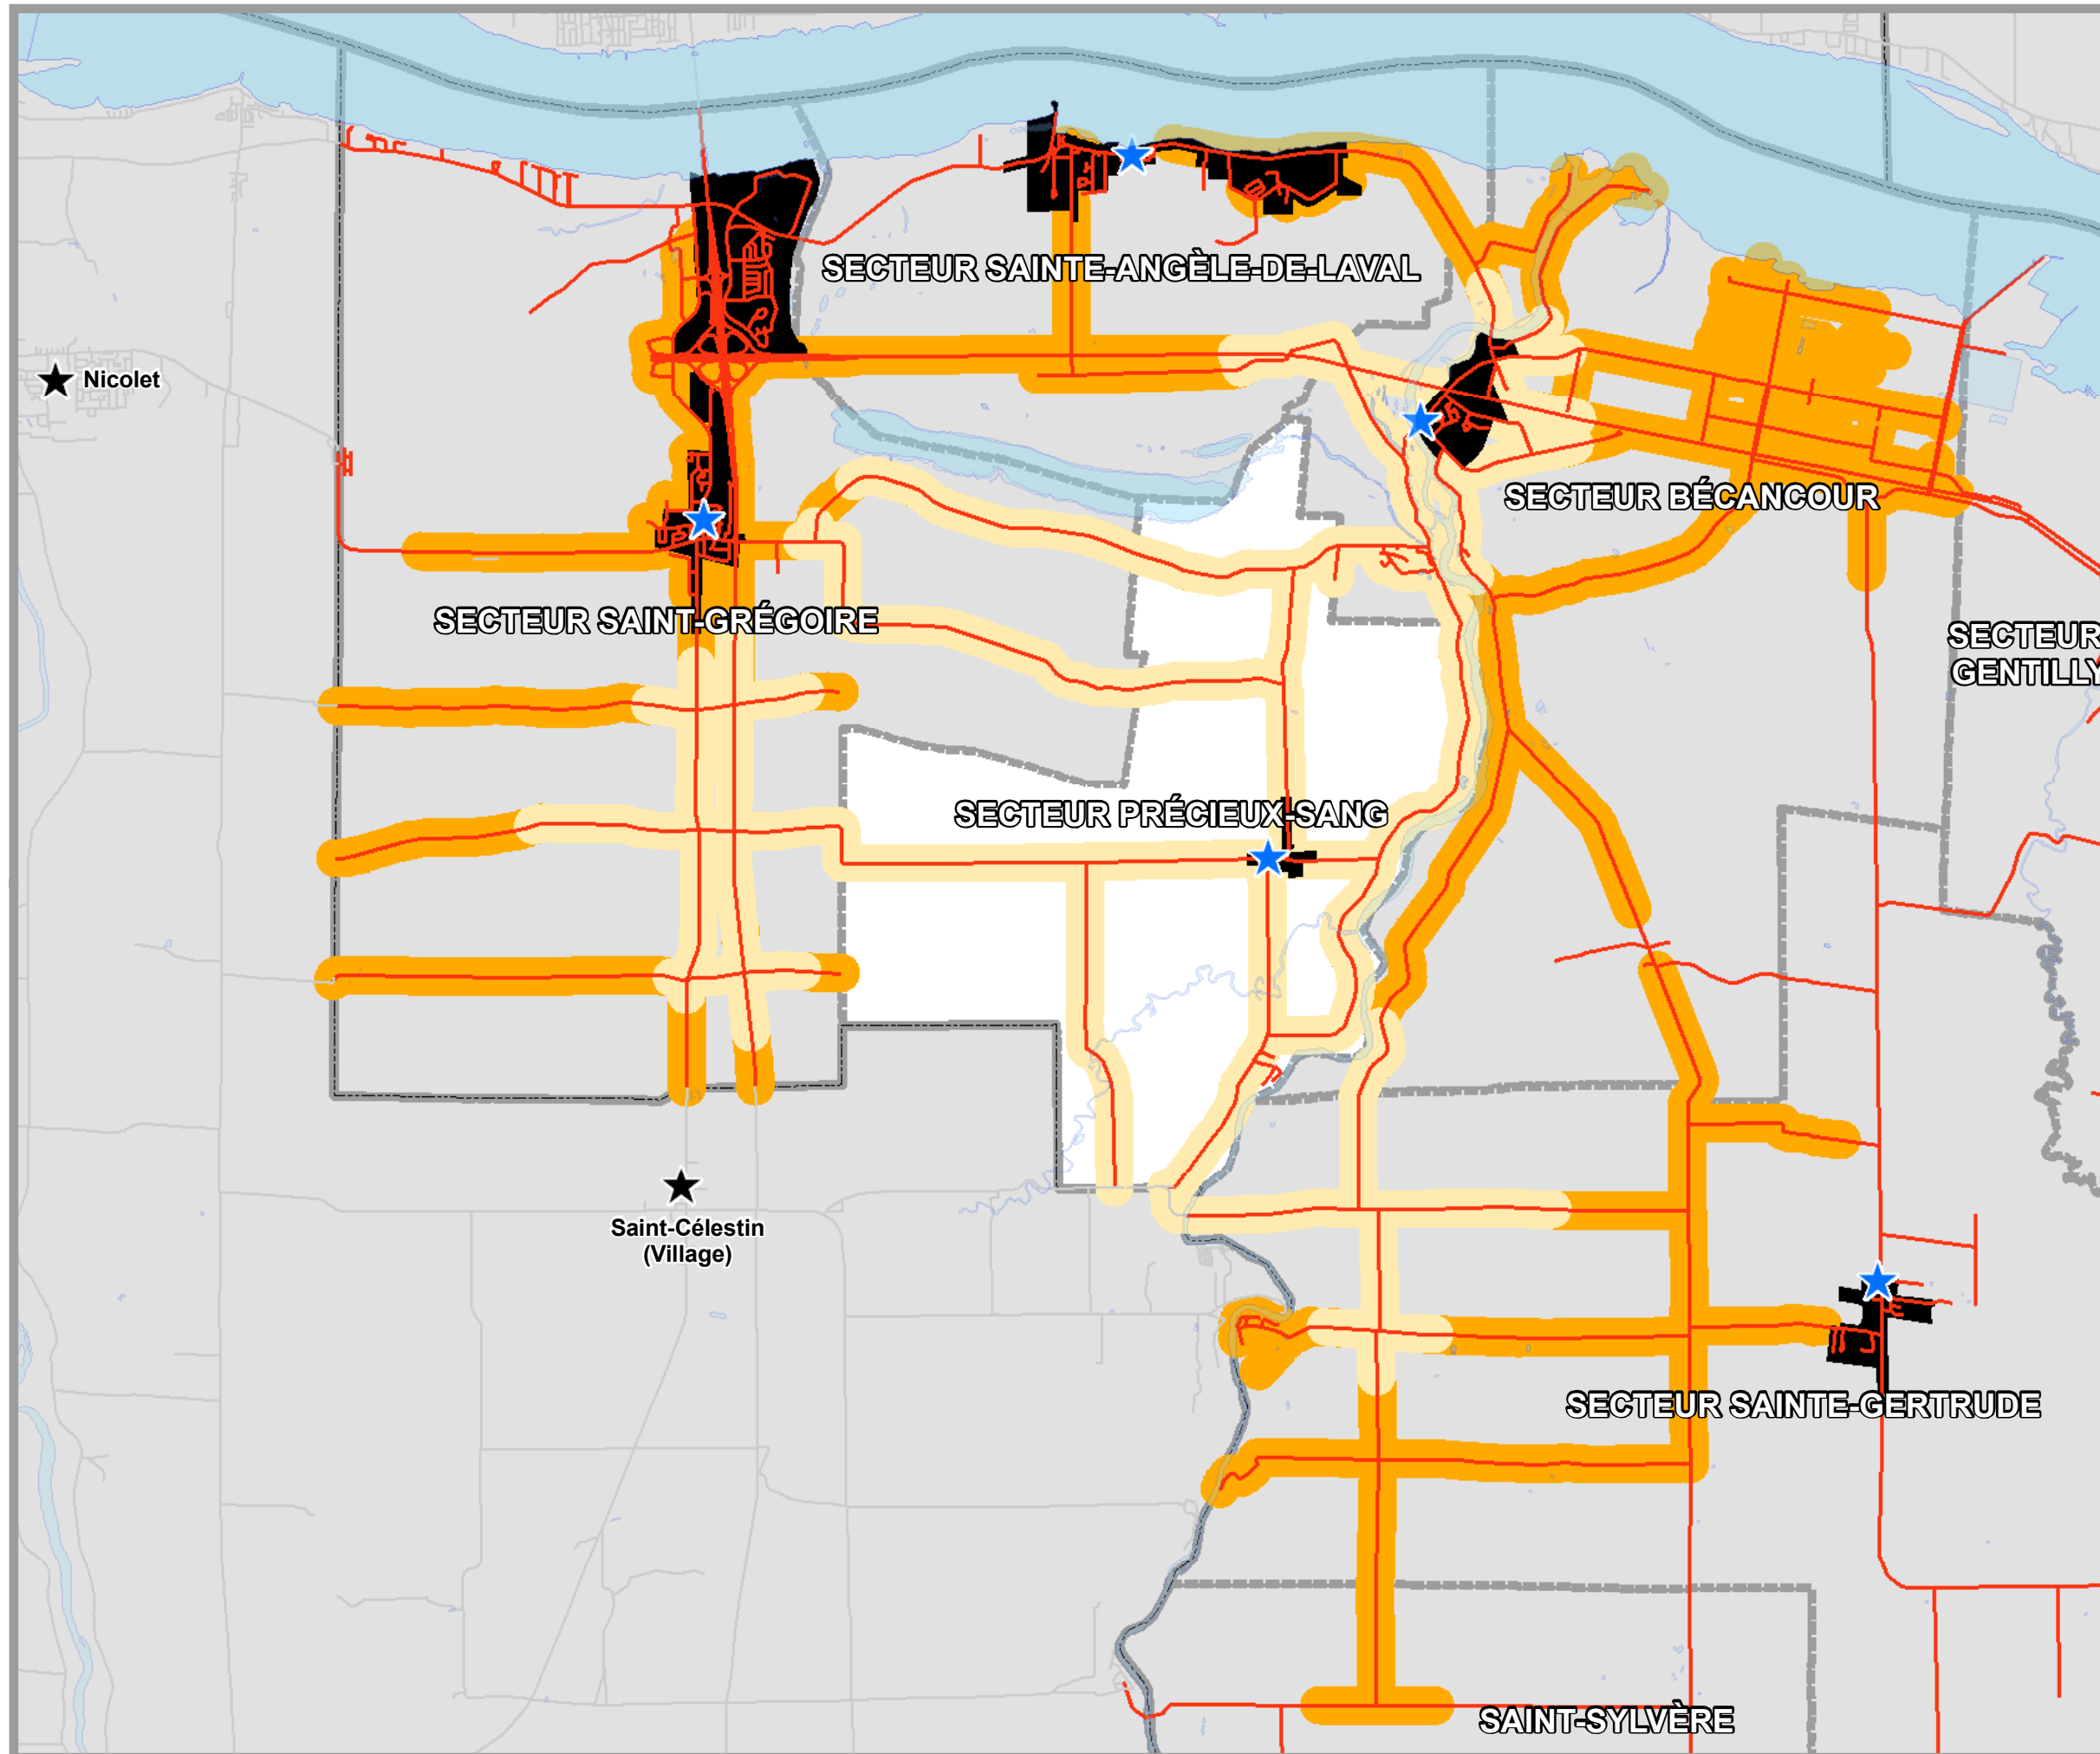 SECTEUR SAINTE-ANGÈLE-DE-LAVAL
Nicolet
SECTEUR BÉCANCOUR
SECTEUR SAINT-GRÉGOIRE
SECTEUR
GENTILLY
SECTEUR PRÉCIEUX-SANG
Saint-Célestin
(Village)
SECTEUR SAINTE-GERTRUDE
SAINT-SYLVÈRE